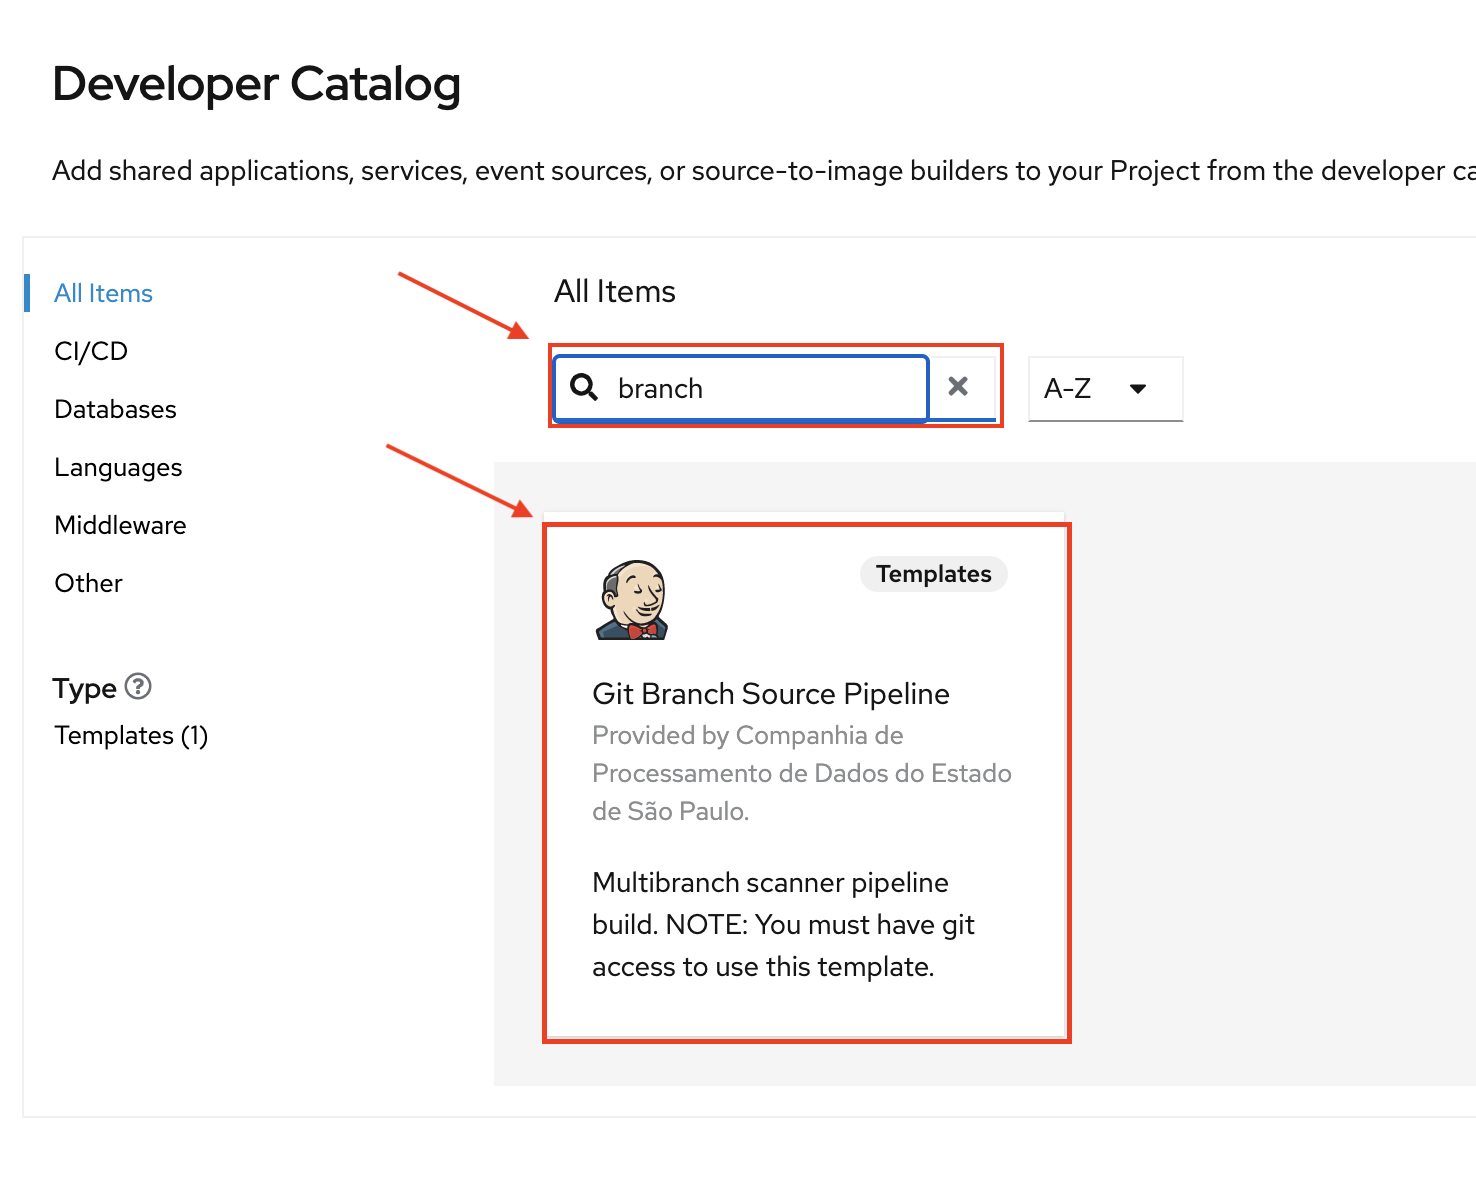 Developer Catalog
Add shared applications, services, event sources, or source-to-image builders to your Project from the developer ca
All Items
CI/CD
Databases
Languages
Middleware
Other
Type
Templates (1)
All Items
branch
A-Z
Templates
Git Branch Source Pipeline
Provided by Companhia de
Processamento de Dados do Estado
de São Paulo.
Multibranch scanner pipeline
build. NOTE: You must have git
access to use this template.